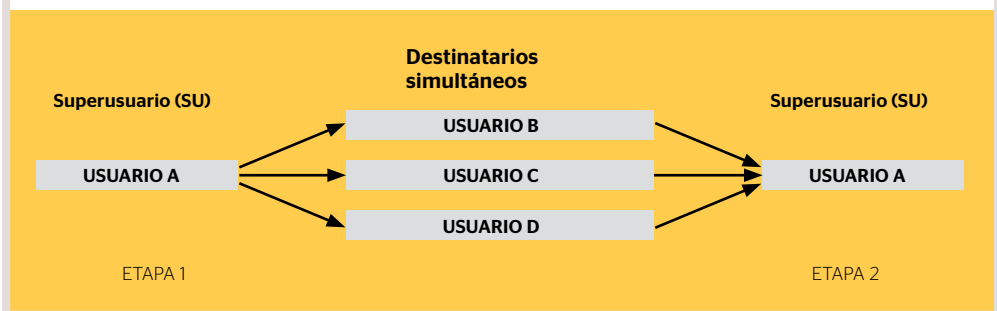 Destinatarios
simultáneos
Superusuario (SU)
Superusuario (SU)
USUARIO B
USUARIO A
USUARIO C
USUARIO A
USUARIO D
ETAPA 1
ETAPA 2